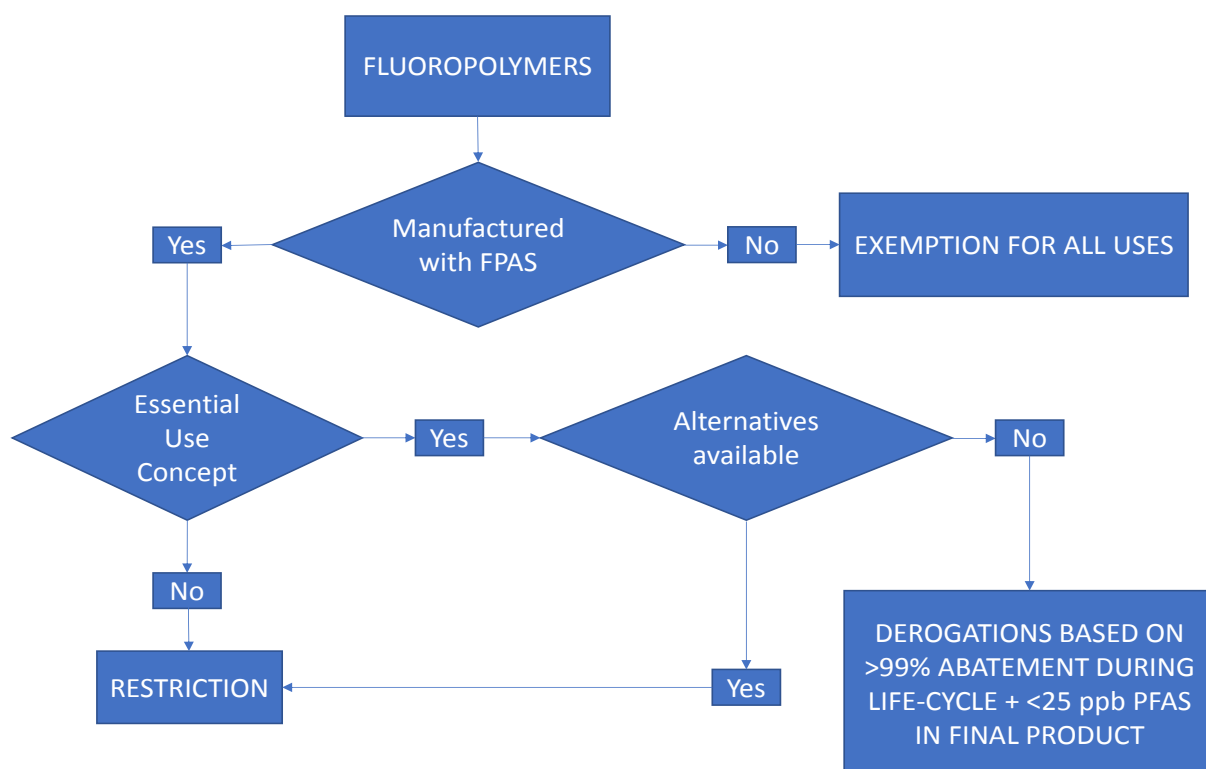 FLUOROPOLYMERS
Manufactured
with FPAS
Yes
No
EXEMPTION FOR ALL USES
Essential
Use
Concept
Yes
Alternatives
available
No
No
RESTRICTION
Yes
DEROGATIONS BASED ON
>99% ABATEMENT DURING
LIFE-CYCLE + <25 ppb PFAS
IN FINAL PRODUCT